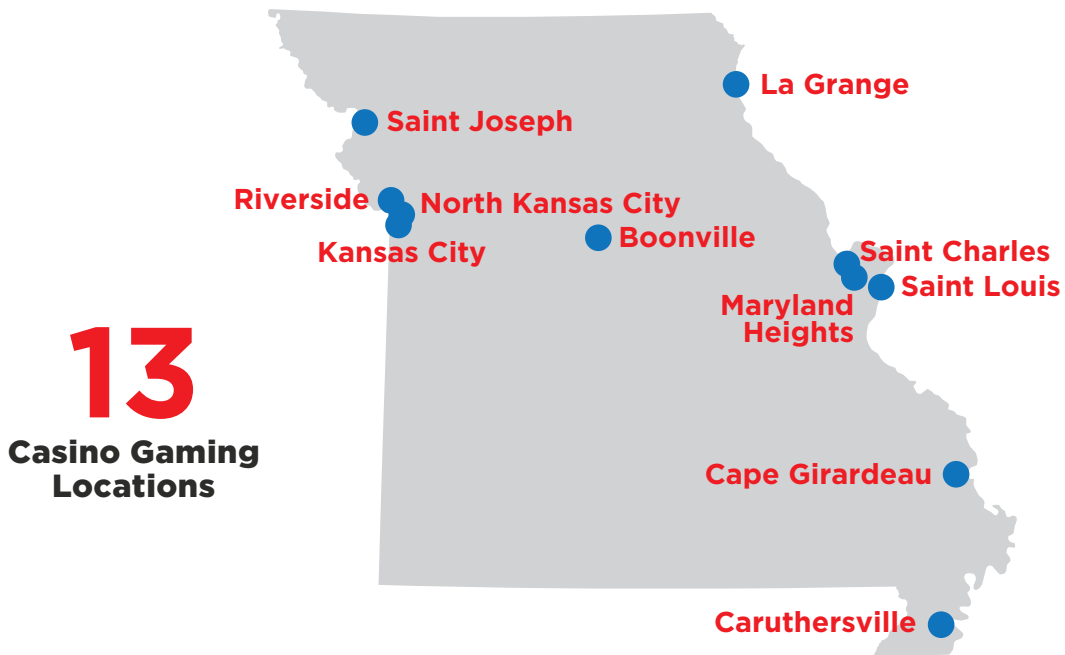 La Grange
Saint Joseph
Riverside
North Kansas City
Kansas City
Boonville
Saint Charles
Saint Louis
Maryland
Heights
13
Casino Gaming
Locations
Cape Girardeau
Caruthersville